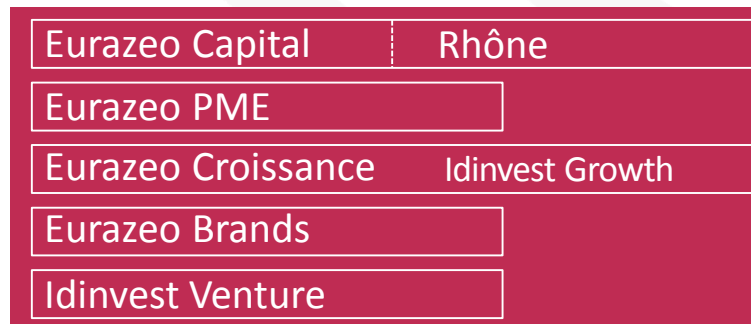 Eurazeo Capital Rhône
Eurazeo PME
Eurazeo Croissance Idinvest Growth
Eurazeo Brands
Idinvest Venture